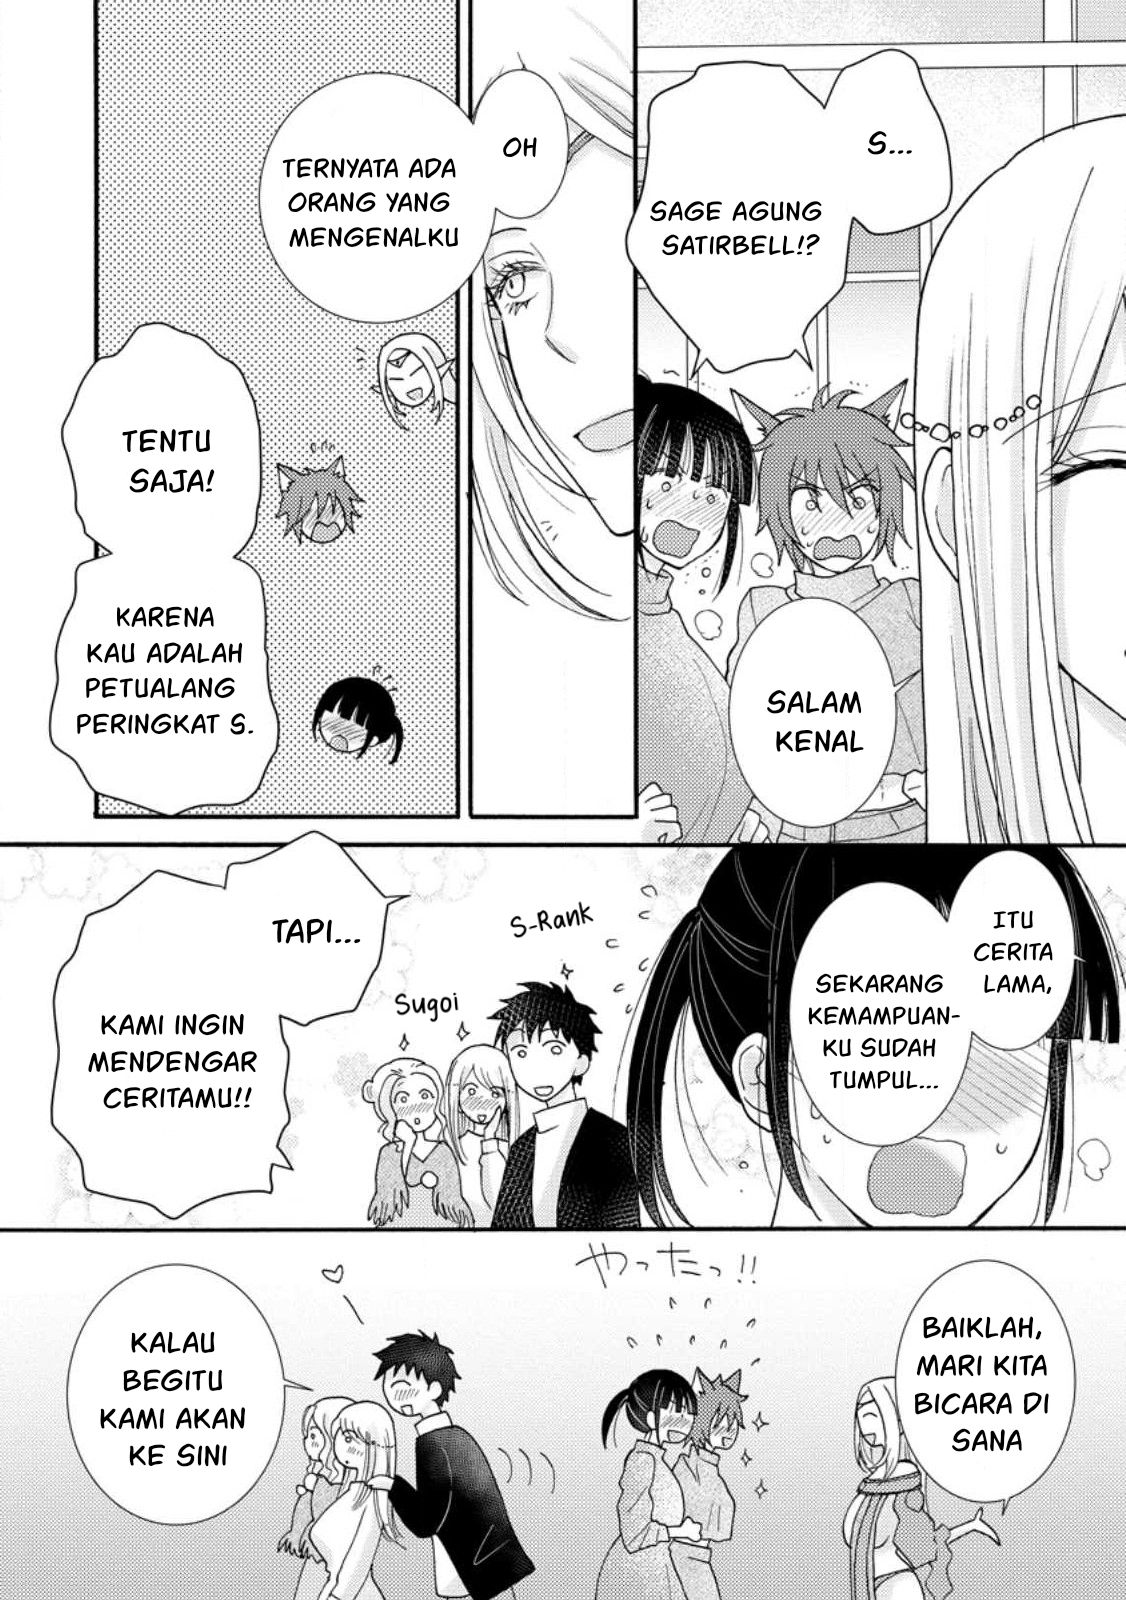 S...
SAGE AGUNG
SATIRBELL!?
SALAM
KENAL
OH
TERNYATA ADA
ORANG YANG
MENGENALKU
TENTU
SAJA!
KARENA
KAU ADALAH
PETUALANG
PERINGKAT S.
ITU
CERITA
LAMA,
SEKARANG
KEMAMPUAN-
KU SUDAH
TUMPUL...
S-Rank
Sugoi
TAPI...
KAMI INGIN
MENDENGAR
CERITAMU!!
BAIKLAH,
MARI KITA
BICARA DI
SANA
やったっ!!
KALAU
BEGITU
KAMI AKAN
KE SINI